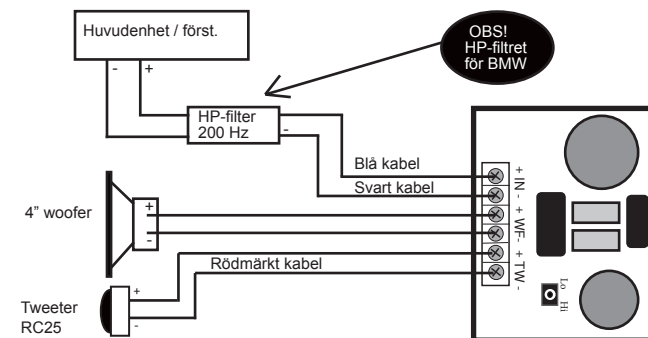 Huvudenhet / först.
- +
OBS!
HP-filtret
för BMW
HP-filter
200 Hz
-
Blå kabel
Svart kabel
+ IN -
4” woofer
+
-
+ WF-
Rödmärkt kabel
+ TW -
Lo Hi
Tweeter
RC25
+
-